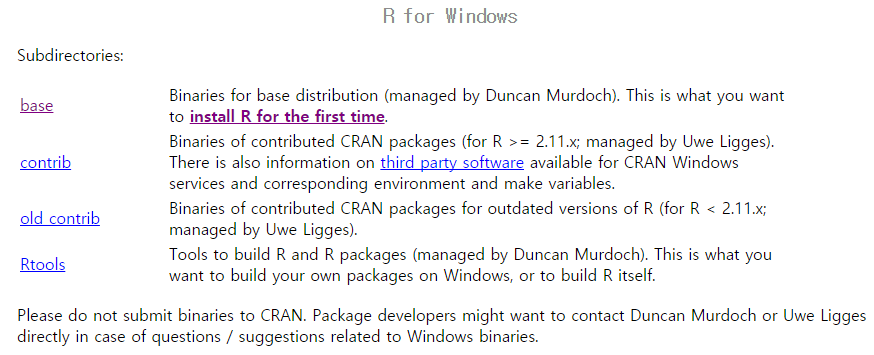 R for Windows
Subdirectories:
base
Binaries for base distribution (managed by Duncan Murdoch). This is what you want
to install R for the first time.
contrib
Binaries of contributed CRAN packages (for R >= 2.11.x; managed by Uwe Ligges).
There is also information on third party software available for CRAN Windows
services and corresponding environment and make variables.
old contrib
Binaries of contributed CRAN packages for outdated versions of R (for R < 2.11.x;
managed by Uwe Ligges).
Rtools
Tools to build R and R packages (managed by Duncan Murdoch). This is what you
want to build your own packages on Windows, or to build R itself.
Please do not submit binaries to CRAN. Package developers might want to contact Duncan Murdoch or Uwe Ligges
directly in case of questions / suggestions related to Windows binaries.